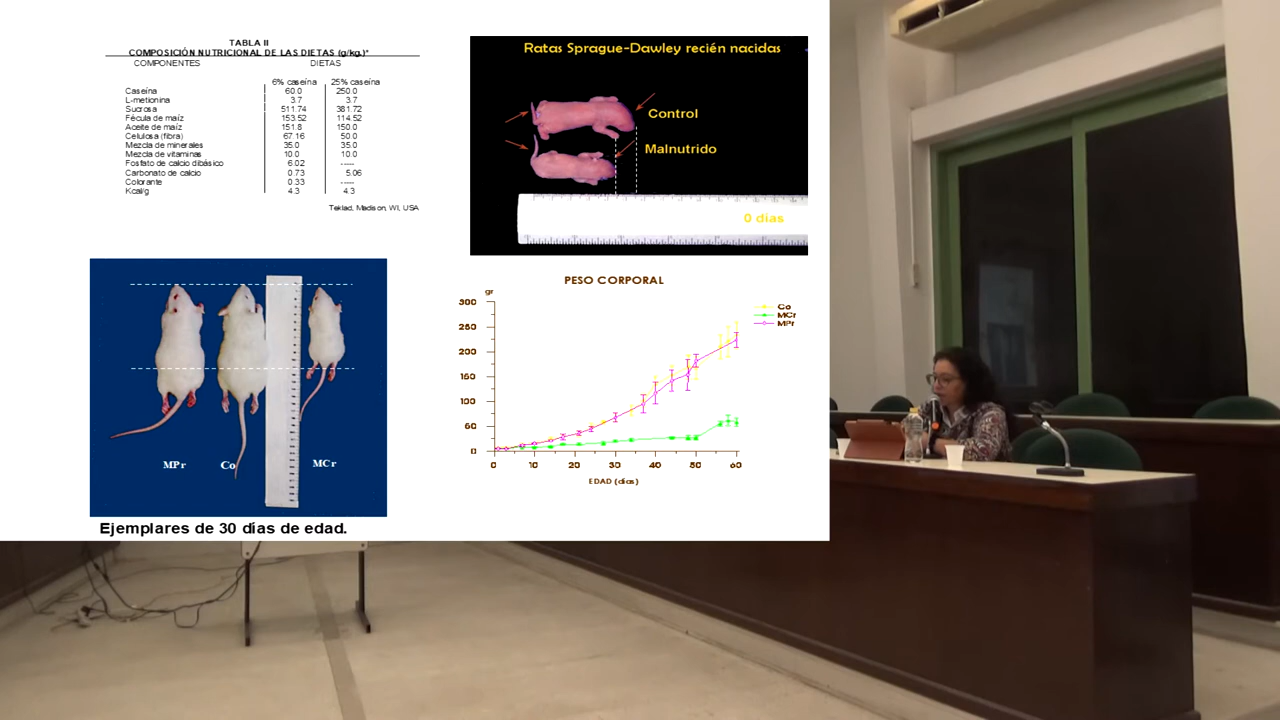 TABLA II
COMPOSICIÓN NUTRICIONAL DE LAS DIETAS (g/kg.)*
COMPONENTES DIETAS
6% caseína 25% caseína
Caseína 60.0 250.0
L-metionina 3.7 3.7
Sucrosa 511.74 381.72
Fécula de maíz 153.52 114.52
Aceite de maíz 151.8 150.0
Celulosa (fibra) 67.16 50.0
Mezcla de minerales 35.0 35.0
Mezcla de vitaminas 10.0 10.0
Fosfato de calcio dibásico 6.02 -----
Carbonato de calcio 0.73 5.06
Colorante 0.33 -----
Kcal/g 4.3 4.3
Teklad, Madison, WI, USA
Ratas Sprague-Dawley recién nacidas
Control
Malnutrido
0 días
MPr Co MCr
Ejemplares de 30 días de edad.
PESO CORPORAL
gr
300
250
200
150
100
50
0
0 10 20 30 40 50 60
EDAD (días)
Co
MCr
MPr